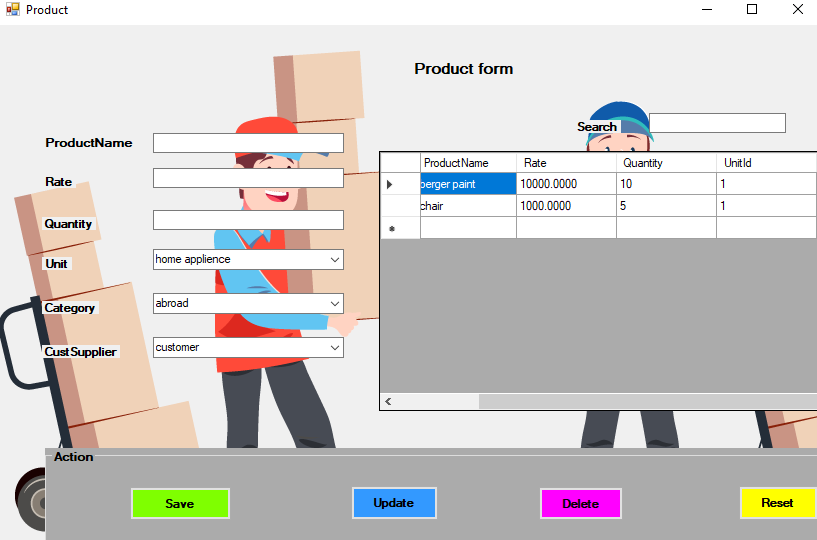 Product
Product form
Search
ProductName
Rate
Quantity
Unit
home applience
Category
abroad
CustSupplier
customer
ProductName Rate Quantity UnitId
perger paint 10000.0000 10 1
chair 1000.0000 5 1
Action
Save Update Delete Reset